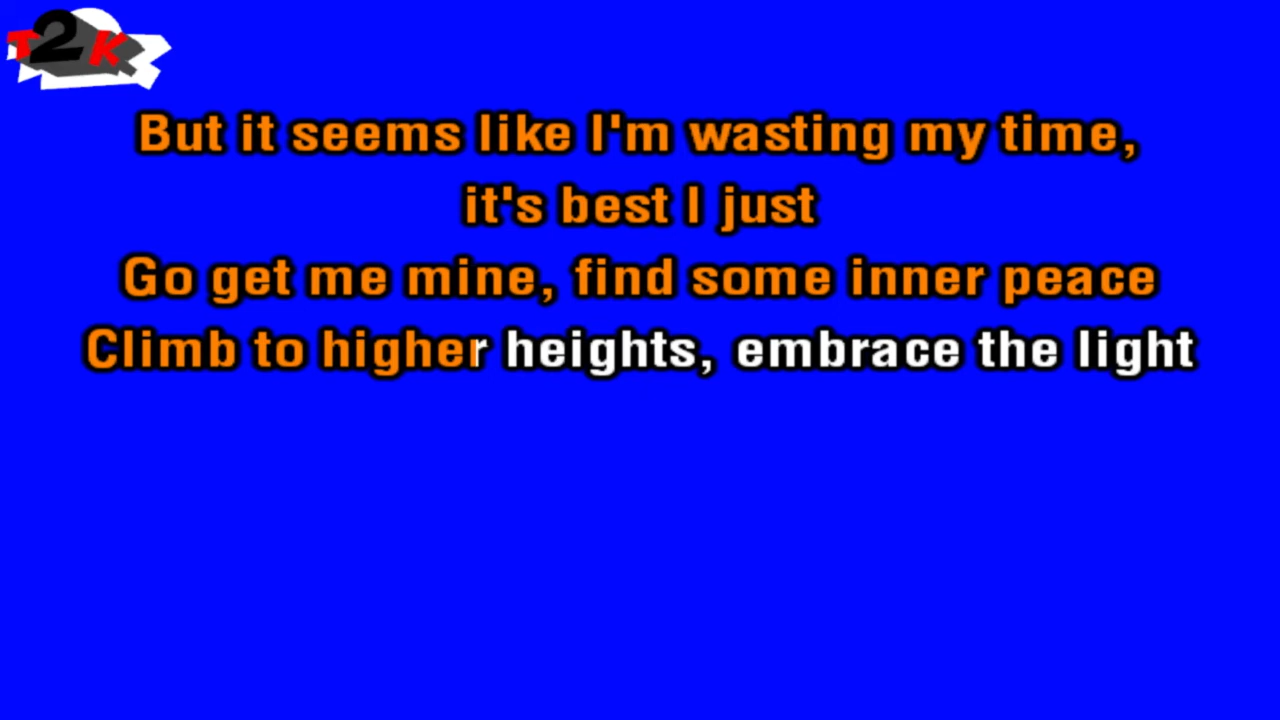 T2K
But it seems like I'm wasting my time,
it's best I just
Go get me mine, find some inner peace
Climb to higher heights, embrace the light